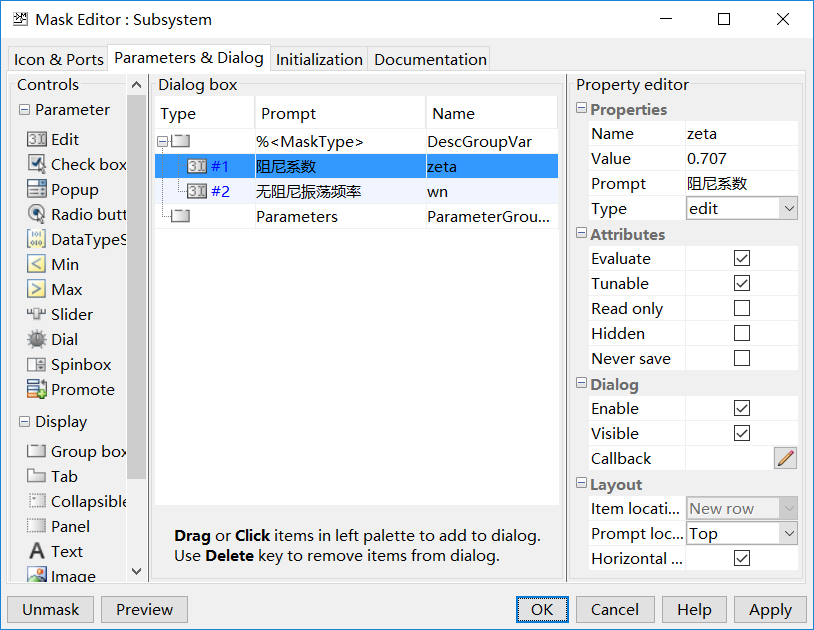 Mask Editor : Subsystem
Icon & Ports
Parameters & Dialog
Initialization
Documentation
Controls
Parameter
Edit
Check box
Popup
Radio butt
DataTypeS
Min
Max
Slider
Dial
Spinbox
Promote
Display
Group box
Tab
Collapsible
Panel
Text
Image
Dialog box
Type Prompt Name
%<MaskType> DescGroupVar
#1 阻尼系数 zeta
#2 无阻尼振荡频率 wn
Parameters ParameterGrou...
Drag or Click items in left palette to add to dialog.
Use Delete key to remove items from dialog.
Property editor
Properties
Name zeta
Value 0.707
Prompt 阻尼系数
Type edit
Attributes
Evaluate
Tunable
Read only
Hidden
Never save
Dialog
Enable
Visible
Callback
Layout
Item locati... New row
Prompt loc... Top
Horizontal ...
Unmask Preview OK Cancel Help Apply